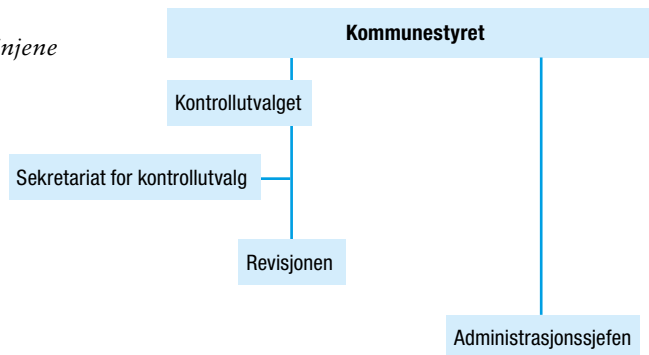 Kommunestyret
Kontrollutvalget
Sekretariat for kontrollutvalg
Revisjonen
Administrasjonssjefen